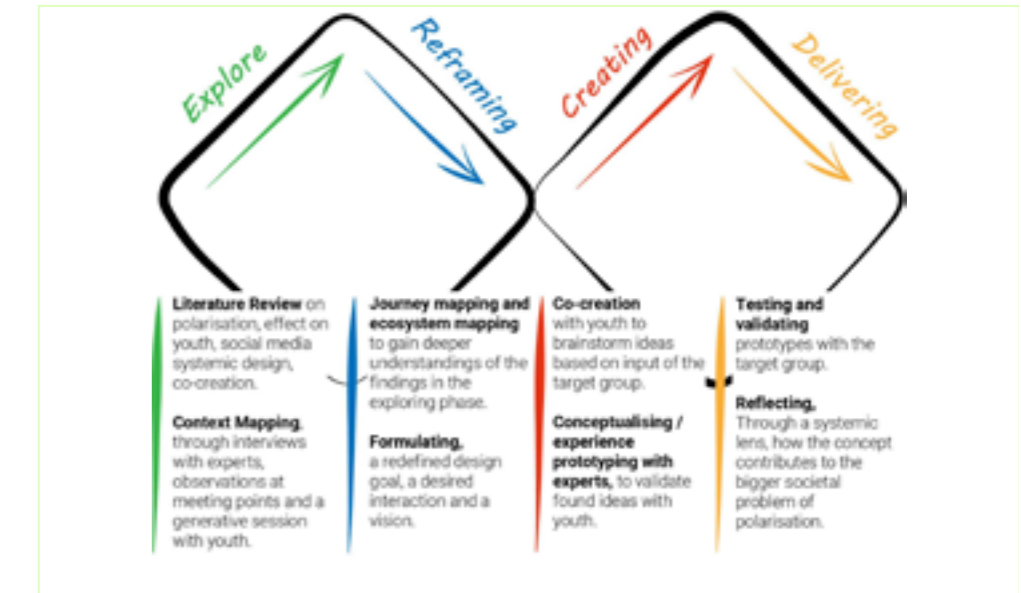 Explore
Reframing
Creating
Delivering
Literature Review on
polarisation, effect on
youth, social media
systemic design,
co-creation.
Context Mapping,
through interviews
with experts,
observations at
meeting points and a
generative session
with youth.
Journey mapping and
ecosystem mapping
to gain deeper
understandings of the
findings in the
exploring phase.
Formulating,
a redefined design
goal, a desired
interaction and a
vision.
Co-creation
with youth to
brainstorm ideas
based on input of the
target group.
Conceptualising /
experience
prototyping with
experts, to validate
found ideas with
youth.
Testing and
validating
prototypes with the
target group.
Reflecting,
Through a systemic
lens, how the concept
contributes to the
bigger societal
problem of
polarisation.